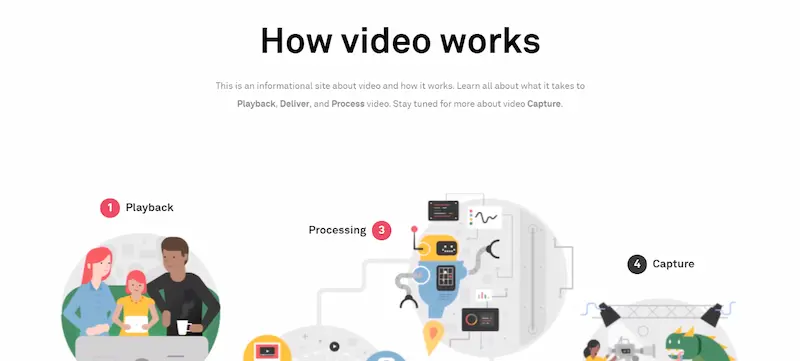 How video works
This is an informational site about video and how it works. Learn all about what it takes to
Playback, Deliver, and Process video. Stay tuned for more about video Capture.
1 Playback
Processing 3
4 Capture